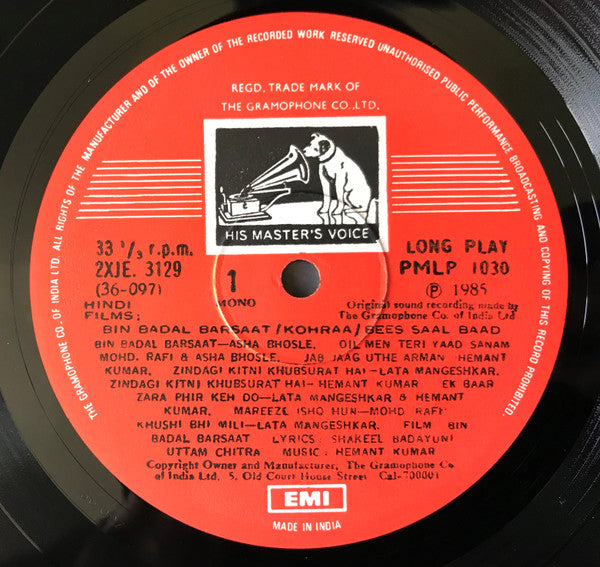 THE GRAMOPHONE CO. OF INDIA LTD. ALL RIGHTS OF THE MANUFACTURER AND OF THE OWNER OF THE RECORDED WORK RESERVED UNAUTHORISED PUBLIC PERFORMANCE BROADCASTING AND COPYING OF THIS RECORD PROHIBITED.
REGD. TRADE MARK OF
THE GRAMOPHONE CO. LTD.
HIS MASTER'S VOICE
33 1/3 r.p.m.
2XJE. 3129
(36-097)
1
MONO
LONG PLAY
PMLP 1030
Ⓟ 1985
HINDI
FILMS:
Original sound recording made by
The Gramophone Co. of India Ltd
BIN BADAL BARSAAT/KOHRAA/BEES SAAL BAAD
BIN BADAL BARSAAT—ASHA BHOSLE. DIL MEN TERI YAAD SANAM
MOHD. RAFI & ASHA BHOSLE. JAB JAAG UTHE ARMAN HEMANT
KUMAR. ZINDAGI KITNI KHUBSURAT HAI—LATA MANGESHKAR.
ZINDAGI KITNI KHUBSURAT HAI—HEMANT KUMAR EK BAAR
ZARA PHIR KEH DO—LATA MANGESHKAR & HEMANT
KUMAR. MAREEZE ISHQ HUN—MOHD RAFI
KHUSHI BHI MILI—LATA MANGESHKAR. FILM BIN
BADAL BARSAAT LYRICS: SHAKEEL BADAYUNI
UTTAM CHITRA MUSIC: HEMANT KUMAR
Copyright Owner and Manufacturer, The Gramophone Co
of India Ltd. 5, Old Court House Street Cal-700001
EMI
MADE IN INDIA